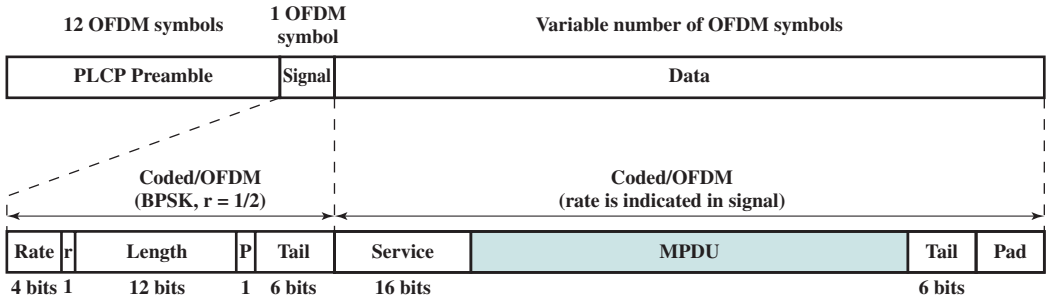 12 OFDM symbols
1 OFDM
symbol
Variable number of OFDM symbols
PLCP Preamble
Signal
Data
Coded/OFDM
(BPSK, r = 1/2)
Coded/OFDM
(rate is indicated in signal)
Rate
r
Length
P
Tail
Service
MPDU
Tail
Pad
4 bits
1
12 bits
1
6 bits
16 bits
6 bits